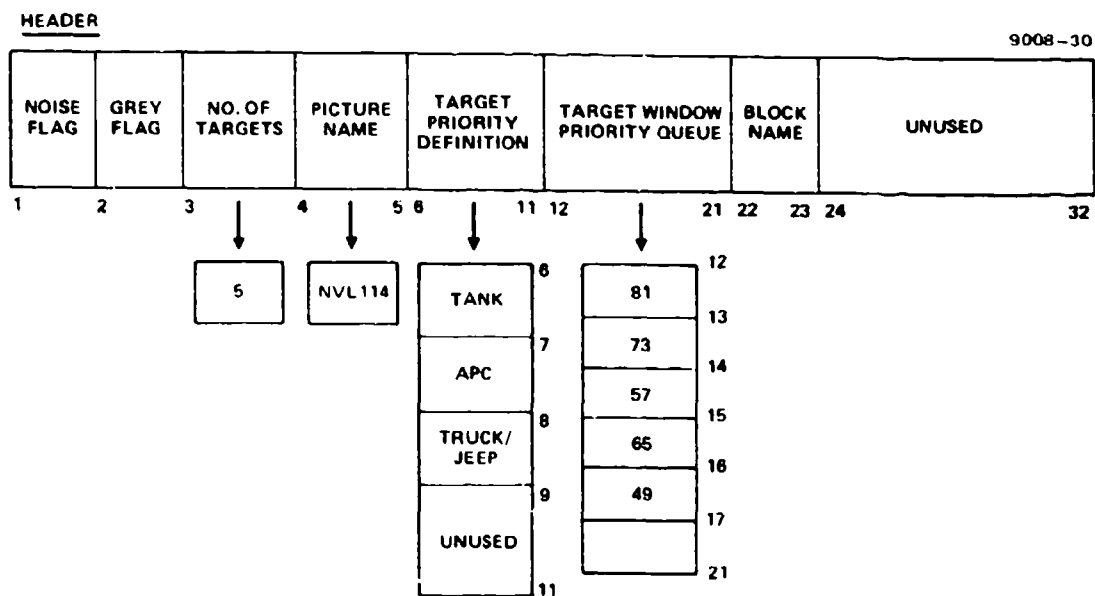 HEADER
9008-30
NOISE
FLAG
GREY
FLAG
NO. OF
TARGETS
PICTURE
NAME
TARGET
PRIORITY
DEFINITION
TARGET WINDOW
PRIORITY QUEUE
BLOCK
NAME
UNUSED
1 2 3 4 5 6 11 12 21 22 23 24 32
5
NVL114
6
TANK
7
APC
8
TRUCK/
JEEP
9
UNUSED
11
12
81
13
73
14
57
15
65
16
49
17
21